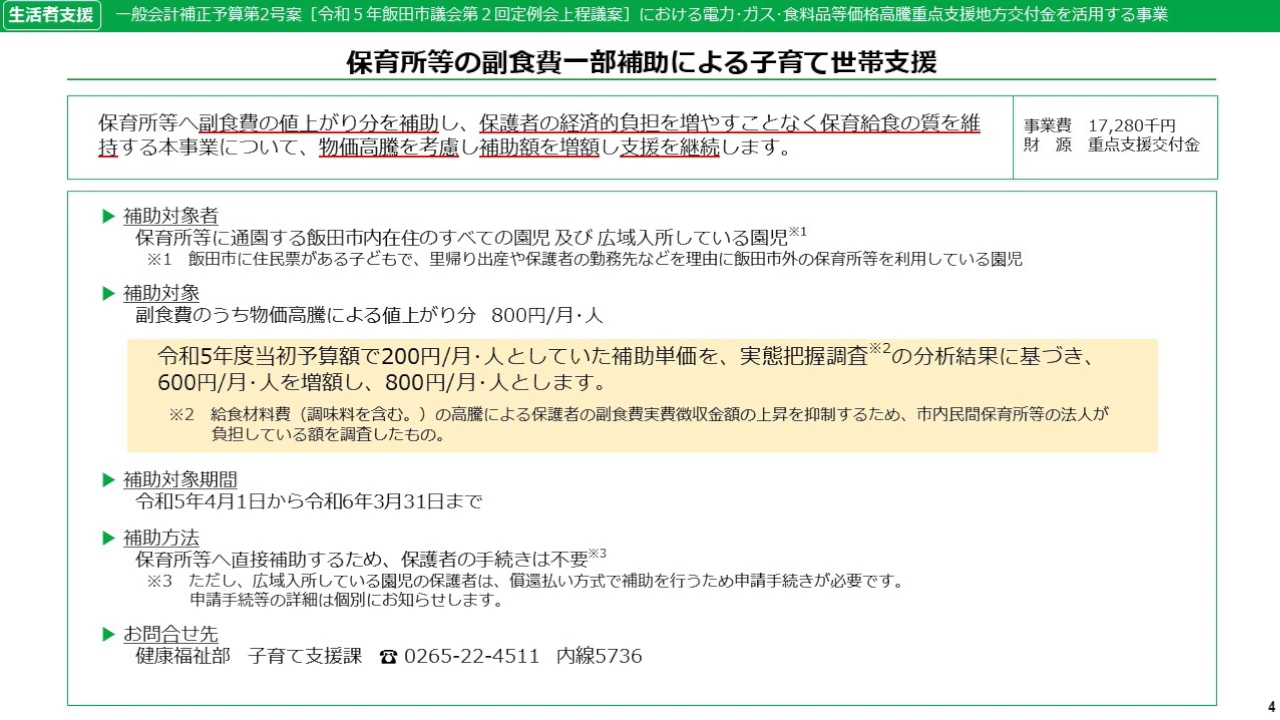 生活者支援 一般会計補正予算第2号案［令和５年飯田市議会第２回定例会上程議案］における電力･ガス･食料品等価格高騰重点支援地方交付金を活用する事業
保育所等の副食費一部補助による子育て世帯支援
保育所等へ副食費の値上がり分を補助し、保護者の経済的負担を増やすことなく保育給食の質を維
持する本事業について、物価高騰を考慮し補助額を増額し支援を継続します。
事業費　17,280千円
財　源　重点支援交付金
▶ 補助対象者
保育所等に通園する飯田市内在住のすべての園児 及び 広域入所している園児※1
※1　飯田市に住民票がある子どもで、里帰り出産や保護者の勤務先などを理由に飯田市外の保育所等を利用している園児
▶ 補助対象
副食費のうち物価高騰による値上がり分　800円/月･人
令和5年度当初予算額で200円/月･人としていた補助単価を、実態把握調査※2の分析結果に基づき、
600円/月･人を増額し、800円/月･人とします。
※2　給食材料費（調味料を含む。）の高騰による保護者の副食費実費徴収金額の上昇を抑制するため、市内民間保育所等の法人が
負担している額を調査したもの。
▶ 補助対象期間
令和5年4月1日から令和6年3月31日まで
▶ 補助方法
保育所等へ直接補助するため、保護者の手続きは不要※3
※3　ただし、広域入所している園児の保護者は、償還払い方式で補助を行うため申請手続きが必要です。
申請手続等の詳細は個別にお知らせします。
▶ お問合せ先
健康福祉部　子育て支援課　☎ 0265-22-4511　内線5736
4